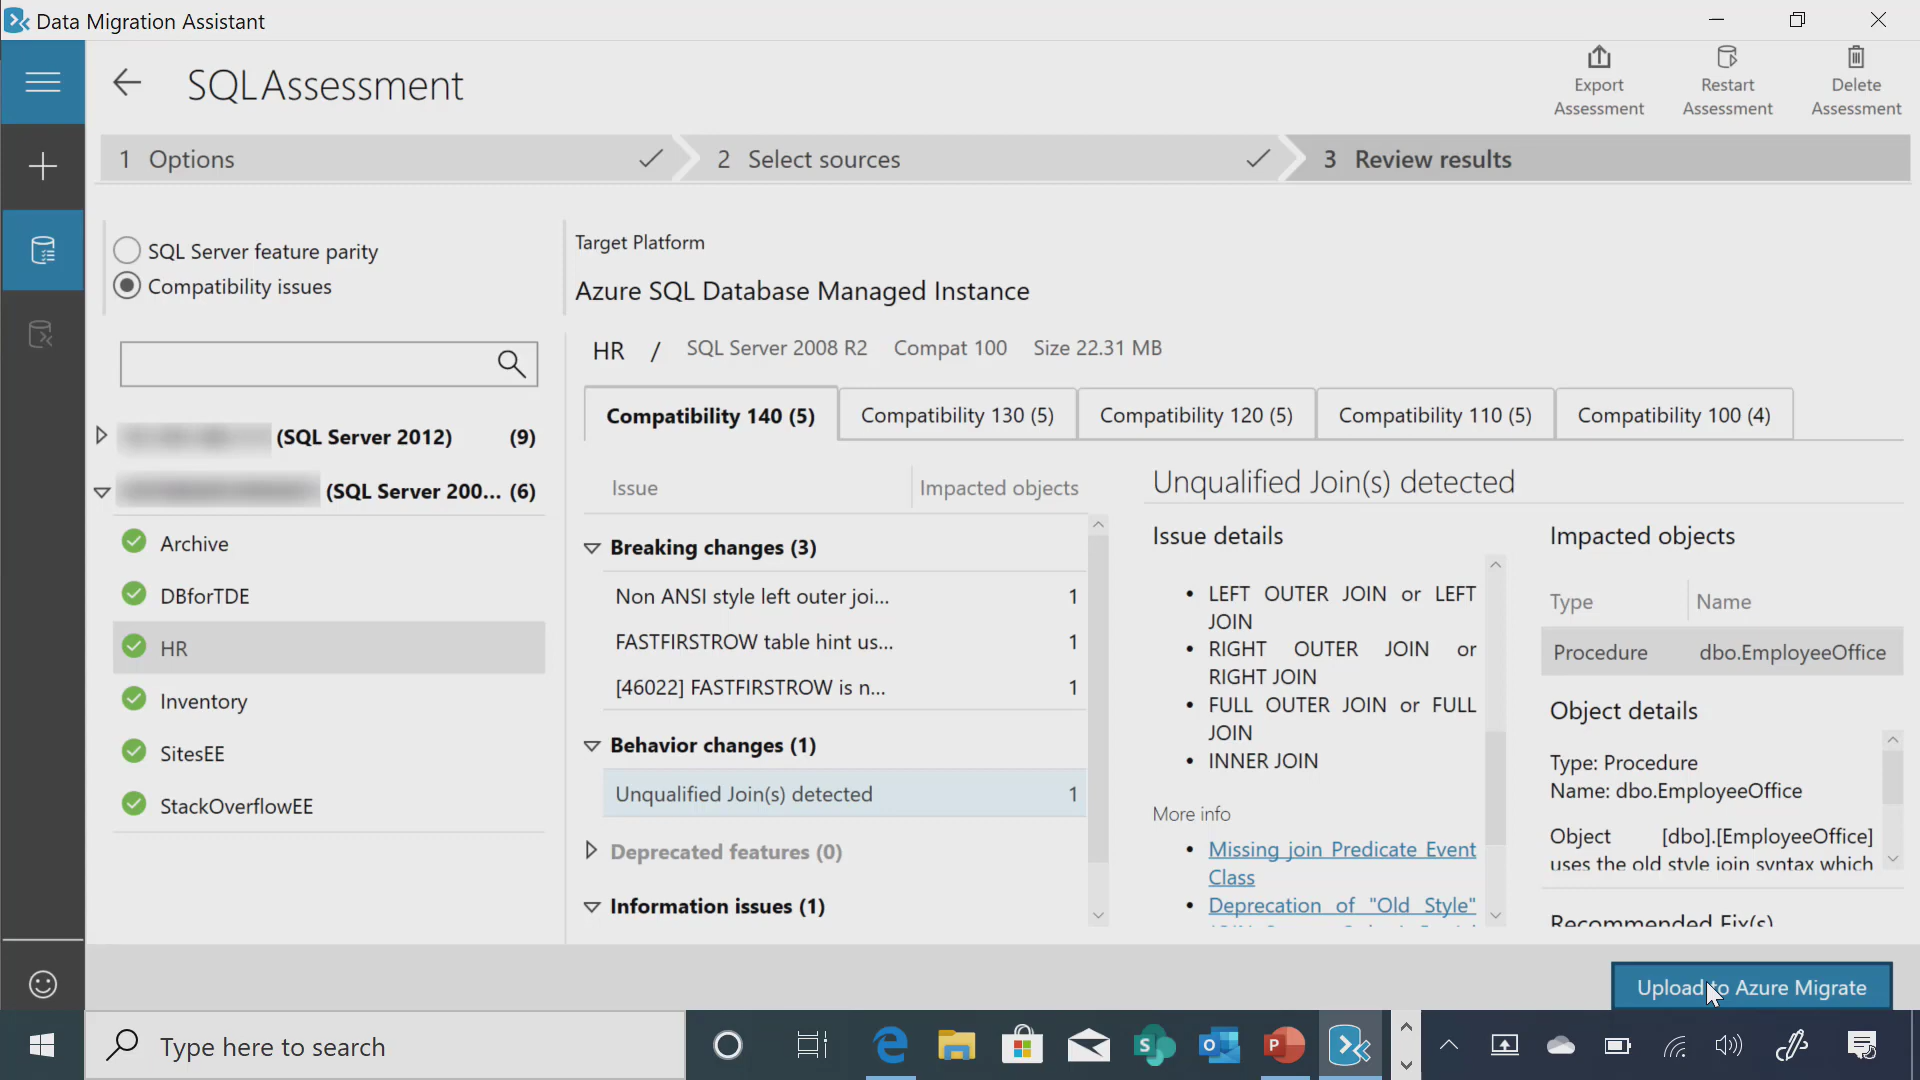 Data Migration Assistant
SQLAssessment
Export
Assessment
Restart
Assessment
Delete
Assessment
1 Options
2 Select sources
3 Review results
SQL Server feature parity
Compatibility issues
(SQL Server 2012) (9)
(SQL Server 200... (6)
Archive
DBforTDE
HR
Inventory
SitesEE
StackOverflowEE
Target Platform
Azure SQL Database Managed Instance
HR / SQL Server 2008 R2 Compat 100 Size 22.31 MB
Compatibility 140 (5)
Compatibility 130 (5)
Compatibility 120 (5)
Compatibility 110 (5)
Compatibility 100 (4)
Issue Impacted objects
Breaking changes (3)
Non ANSI style left outer joi... 1
FASTFIRSTROW table hint us... 1
[46022] FASTFIRSTROW is n... 1
Behavior changes (1)
Unqualified Join(s) detected 1
Deprecated features (0)
Information issues (1)
Unqualified Join(s) detected
Issue details
• LEFT OUTER JOIN or LEFT
JOIN
• RIGHT OUTER JOIN or
RIGHT JOIN
• FULL OUTER JOIN or FULL
JOIN
• INNER JOIN
More info
• Missing join Predicate Event
Class
• Deprecation of "Old Style"
Impacted objects
Type Name
Procedure dbo.EmployeeOffice
Object details
Type: Procedure
Name: dbo.EmployeeOffice
Object [dbo].[EmployeeOffice]
uses the old style join syntax which
Recommended Fix(s)
Upload to Azure Migrate
Type here to search